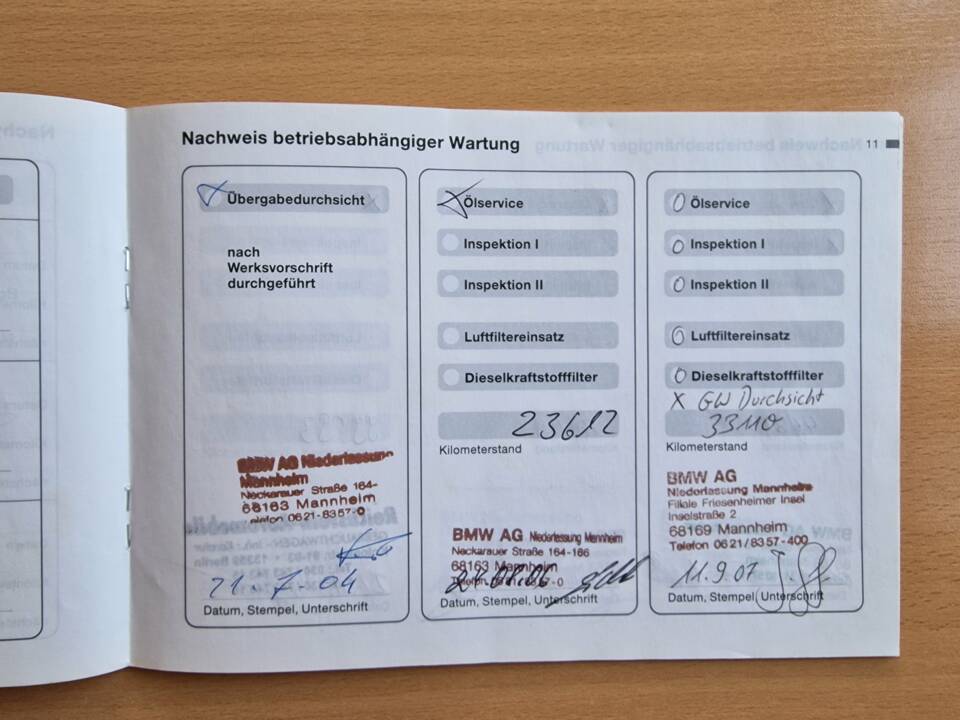 Nachweis betriebsabhängiger Wartung
11
Übergabedurchsicht
nach
Werksvorschrift
durchgeführt
BMW AG Niederlassung
Mannheim
Neckarauer Straße 164-
68163 Mannheim
Telefon 0621-8357-0
21.7.04
Datum, Stempel, Unterschrift
Ölservice
Inspektion I
Inspektion II
Luftfiltereinsatz
Dieselkraftstofffilter
23612
Kilometerstand
BMW AG Niederlassung Mannheim
Neckarauer Straße 164-166
68163 Mannheim
Datum, Stempel, Unterschrift
Ölservice
Inspektion I
Inspektion II
Luftfiltereinsatz
Dieselkraftstofffilter
X GW Durchsicht
33110
Kilometerstand
BMW AG
Niederlassung Mannheim
Filiale Friesenheimer Insel
Inselstraße 2
68169 Mannheim
Telefon 0621/8357-400
11.9.07
Datum, Stempel, Unterschrift